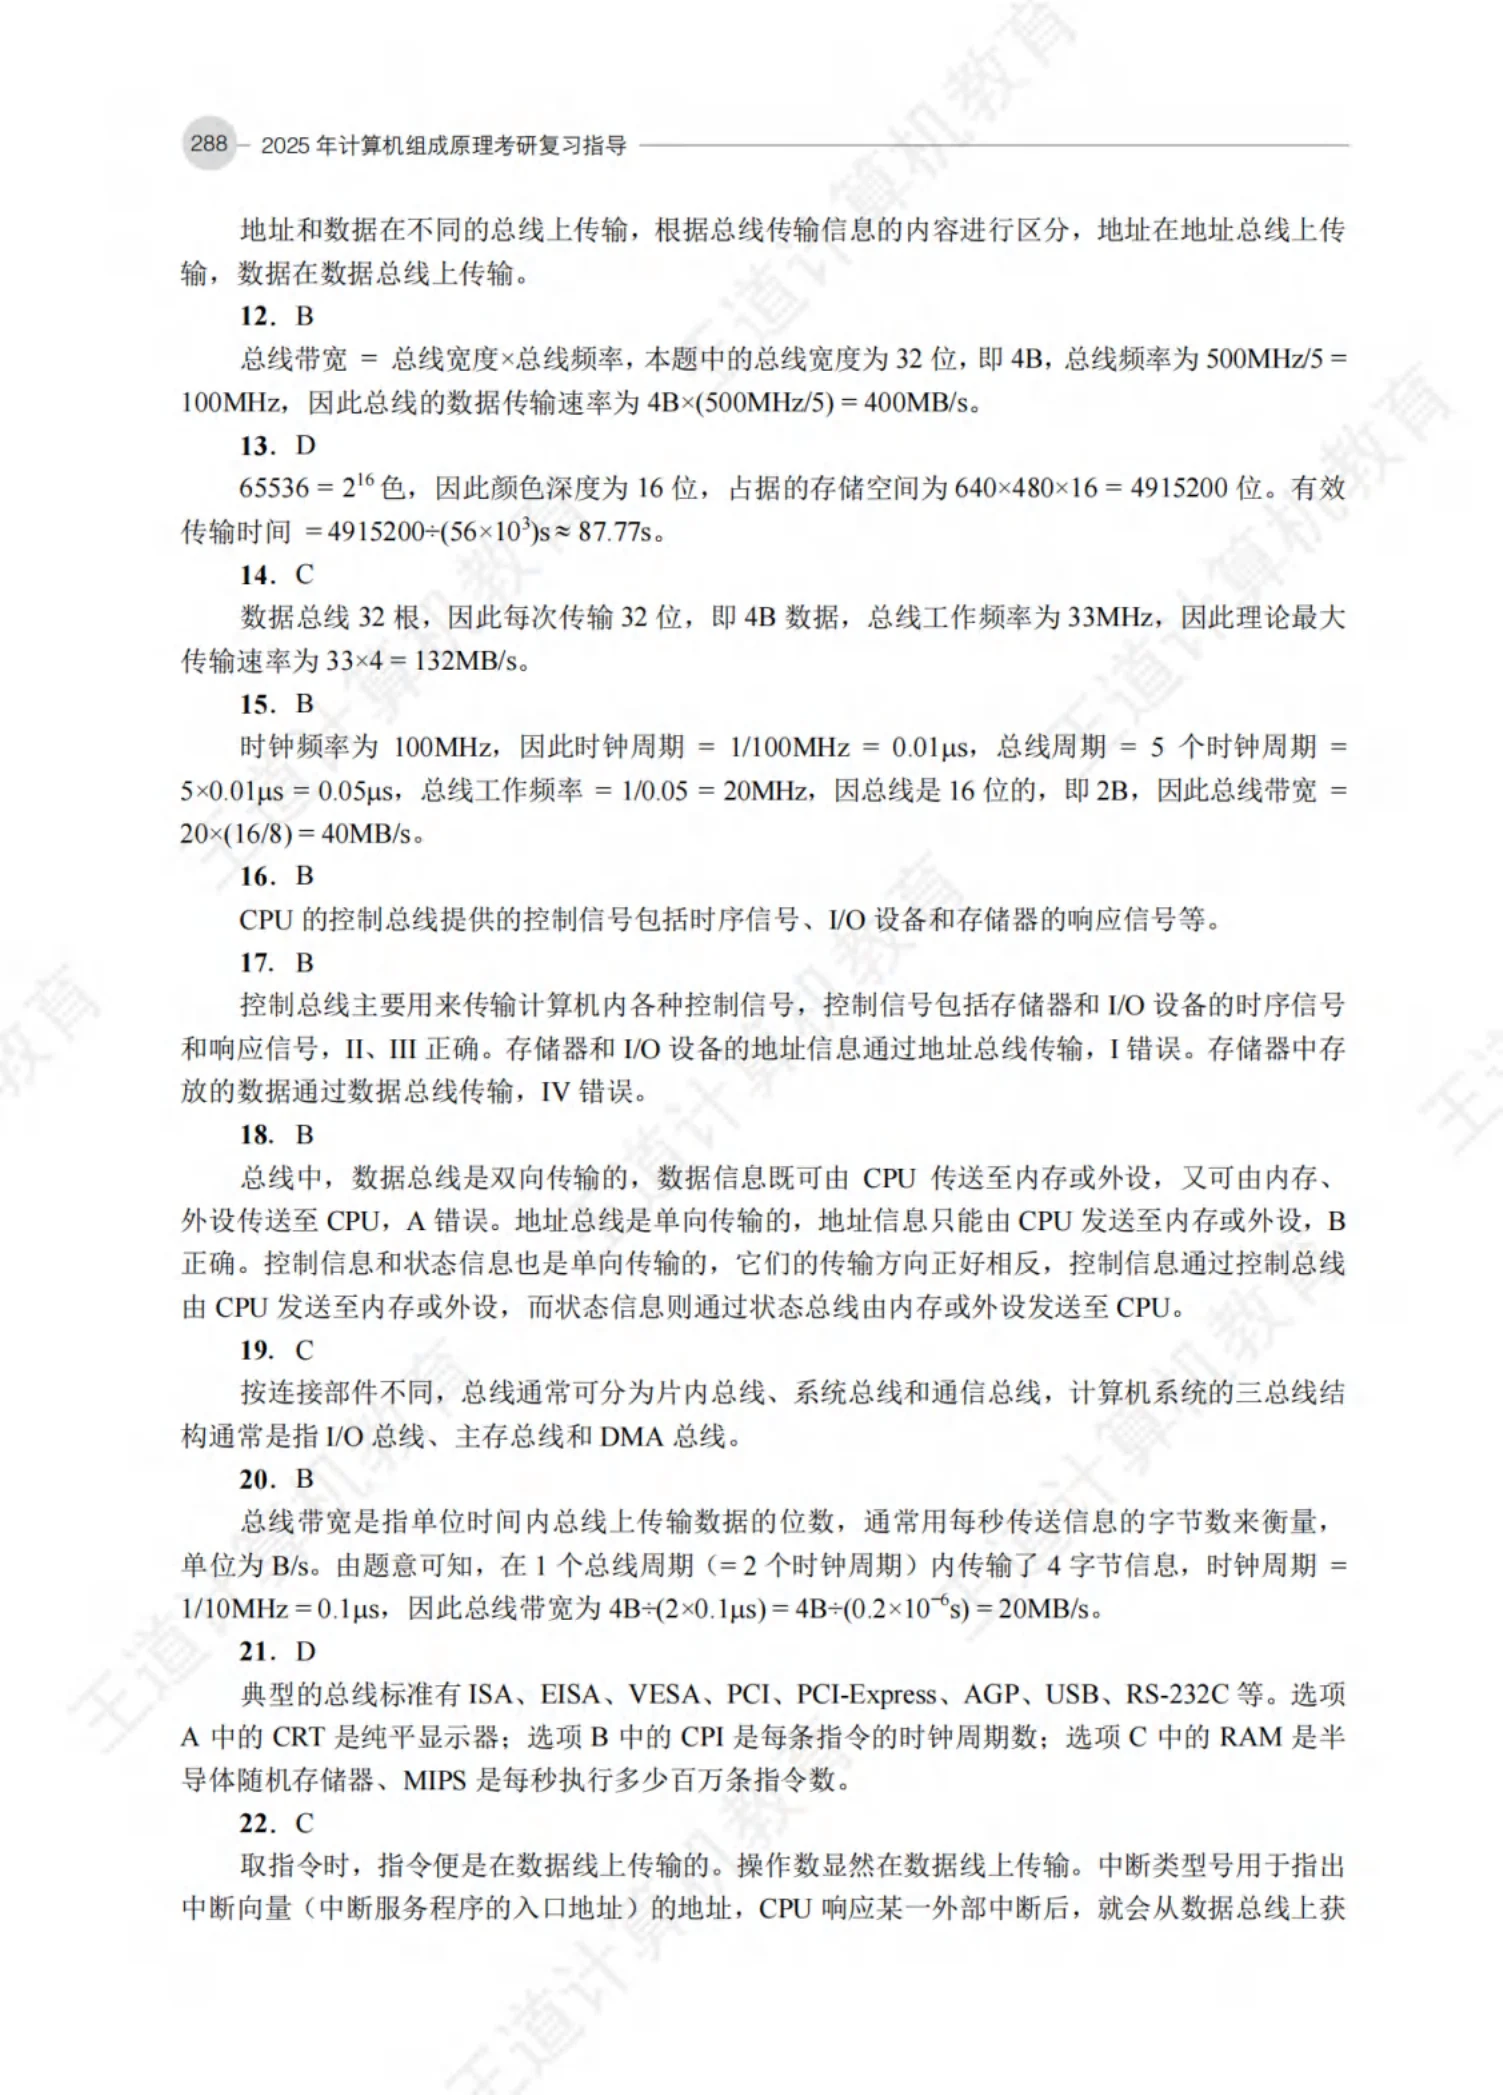 288 2025 年计算机组成原理考研复习指导
地址和数据在不同的总线上传输，根据总线传输信息的内容进行区分，地址在地址总线上传
输，数据在数据总线上传输。
12. B
总线带宽 = 总线宽度×总线频率，本题中的总线宽度为 32 位，即 4B，总线频率为 500MHz/5 =
100MHz，因此总线的数据传输速率为 4B×(500MHz/5) = 400MB/s。
13. D
65536 = 2¹⁶ 色，因此颜色深度为 16 位，占据的存储空间为 640×480×16 = 4915200 位。有效
传输时间 = 4915200÷(56×10³)s ≈ 87.77s。
14. C
数据总线 32 根，因此每次传输 32 位，即 4B 数据，总线工作频率为 33MHz，因此理论最大
传输速率为 33×4 = 132MB/s。
15. B
时钟频率为 100MHz，因此时钟周期 = 1/100MHz = 0.01μs，总线周期 = 5 个时钟周期 =
5×0.01μs = 0.05μs，总线工作频率 = 1/0.05 = 20MHz，因总线是 16 位的，即 2B，因此总线带宽 =
20×(16/8) = 40MB/s。
16. B
CPU 的控制总线提供的控制信号包括时序信号、I/O 设备和存储器的响应信号等。
17. B
控制总线主要用来传输计算机内各种控制信号，控制信号包括存储器和 I/O 设备的时序信号
和响应信号，II、III 正确。存储器和 I/O 设备的地址信息通过地址总线传输，I 错误。存储器中存
放的数据通过数据总线传输，IV 错误。
18. B
总线中，数据总线是双向传输的，数据信息既可由 CPU 传送至内存或外设，又可由内存、
外设传送至 CPU，A 错误。地址总线是单向传输的，地址信息只能由 CPU 发送至内存或外设，B
正确。控制信息和状态信息也是单向传输的，它们的传输方向正好相反，控制信息通过控制总线
由 CPU 发送至内存或外设，而状态信息则通过状态总线由内存或外设发送至 CPU。
19. C
按连接部件不同，总线通常可分为片内总线、系统总线和通信总线，计算机系统的三总线结
构通常是指 I/O 总线、主存总线和 DMA 总线。
20. B
总线带宽是指单位时间内总线上传输数据的位数，通常用每秒传送信息的字节数来衡量，
单位为 B/s。由题意可知，在 1 个总线周期（= 2 个时钟周期）内传输了 4 字节信息，时钟周期 =
1/10MHz = 0.1μs，因此总线带宽为 4B÷(2×0.1μs) = 4B÷(0.2×10⁻⁶s) = 20MB/s。
21. D
典型的总线标准有 ISA、EISA、VESA、PCI、PCI-Express、AGP、USB、RS-232C 等。选项
A 中的 CRT 是纯平显示器；选项 B 中的 CPI 是每条指令的时钟周期数；选项 C 中的 RAM 是半
导体随机存储器、MIPS 是每秒执行多少百万条指令数。
22. C
取指令时，指令便是在数据线上传输的。操作数显然在数据线上传输。中断类型号用于指出
中断向量（中断服务程序的入口地址）的地址，CPU 响应某一外部中断后，就会从数据总线上获
王道计算机教育